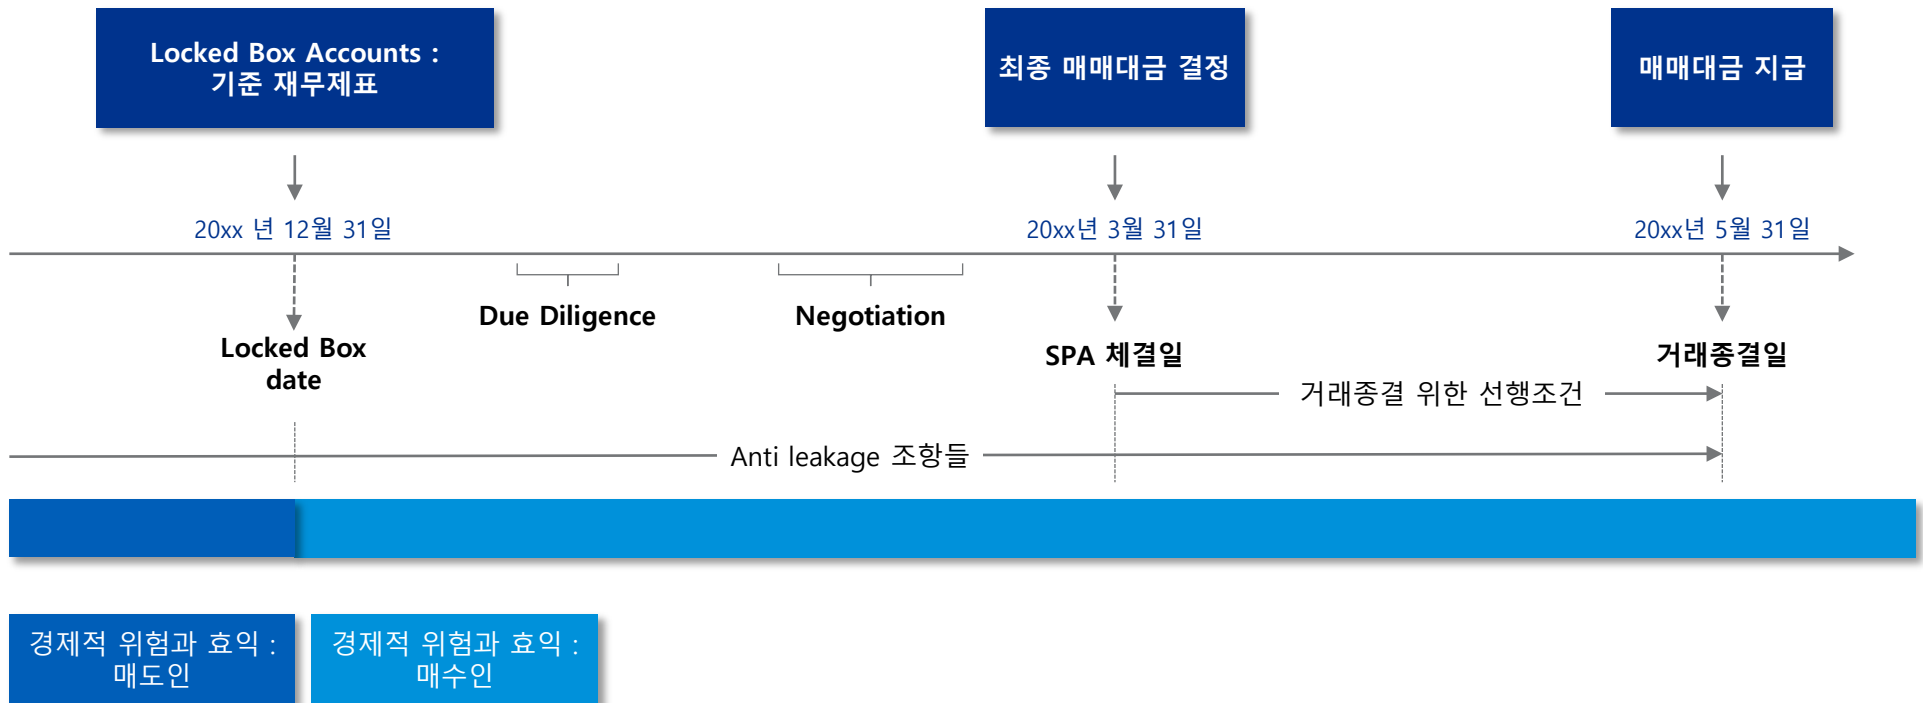 Locked Box Accounts :
기준 재무제표
최종 매매대금 결정
매매대금 지급
20xx 년 12월 31일
20xx년 3월 31일
20xx년 5월 31일
Due Diligence
Negotiation
Locked Box
date
SPA 체결일
거래종결일
거래종결 위한 선행조건
Anti leakage 조항들
경제적 위험과 효익 :
매도인
경제적 위험과 효익 :
매수인